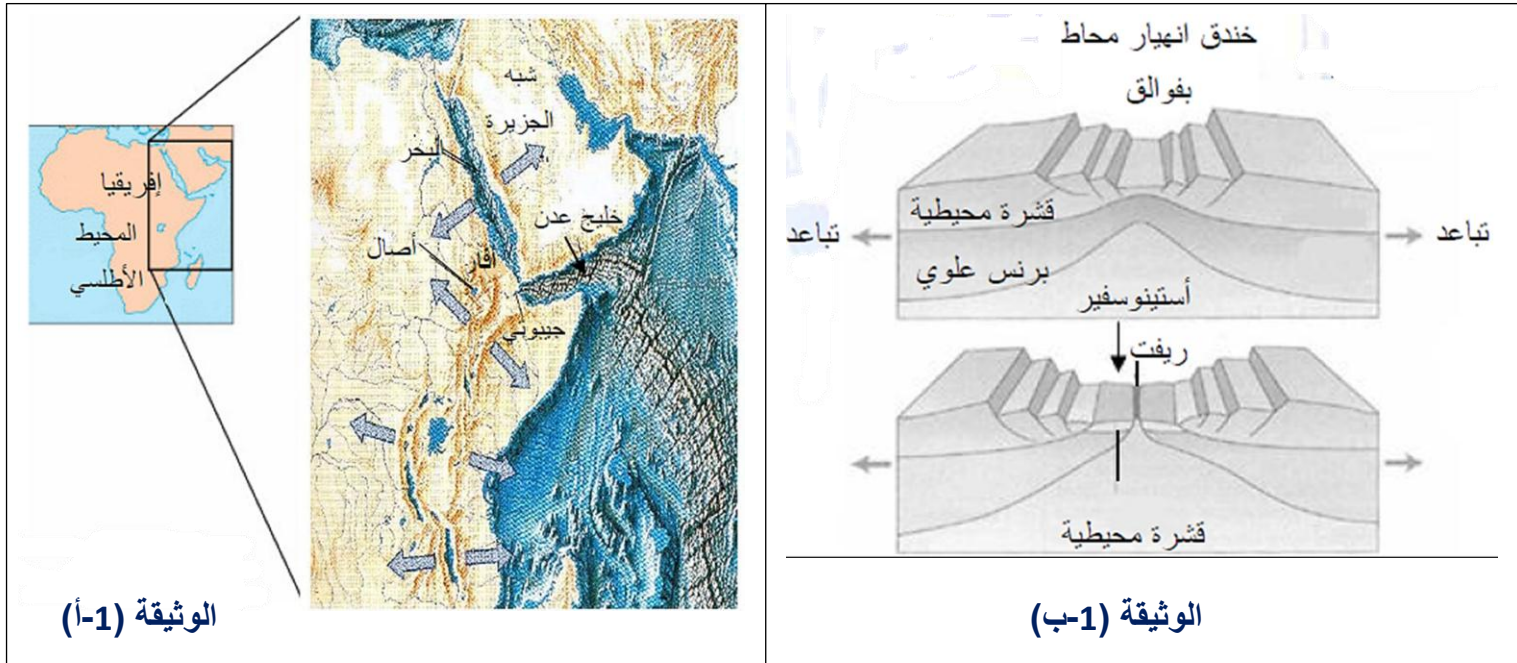 إفريقيا
المحيط
الأطلسي
شبه
الجزيرة
البخر
خليج عدن
أصال
أفار
جيبوتي
الوثيقة (1-أ)
خندق انهيار محاط
بفوالق
قشرة محيطية
تباعد
تباعد
برنس علوي
أستينوسفير
ريفت
قشرة محيطية
الوثيقة (1-ب)